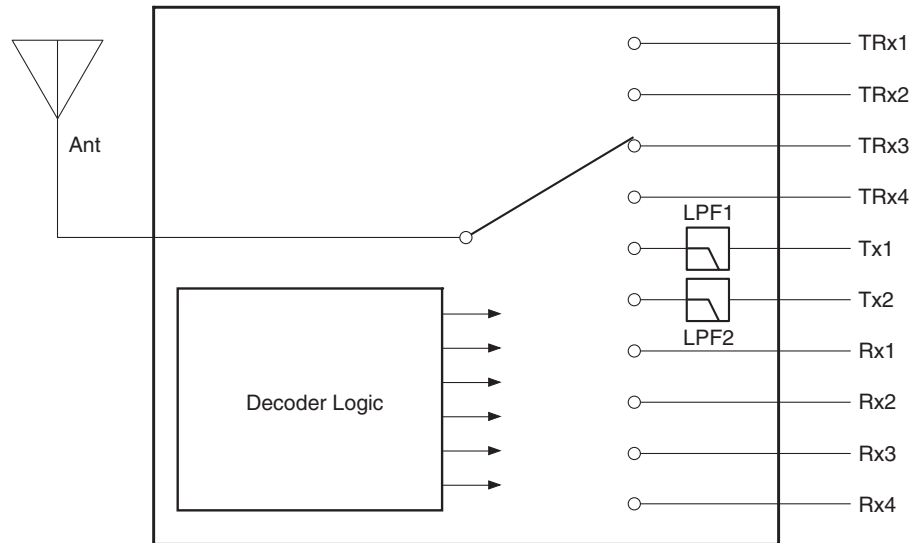 TRx1
TRx2
Ant
TRx3
TRx4
LPF1
Tx1
Tx2
LPF2
Rx1
Decoder Logic
Rx2
Rx3
Rx4